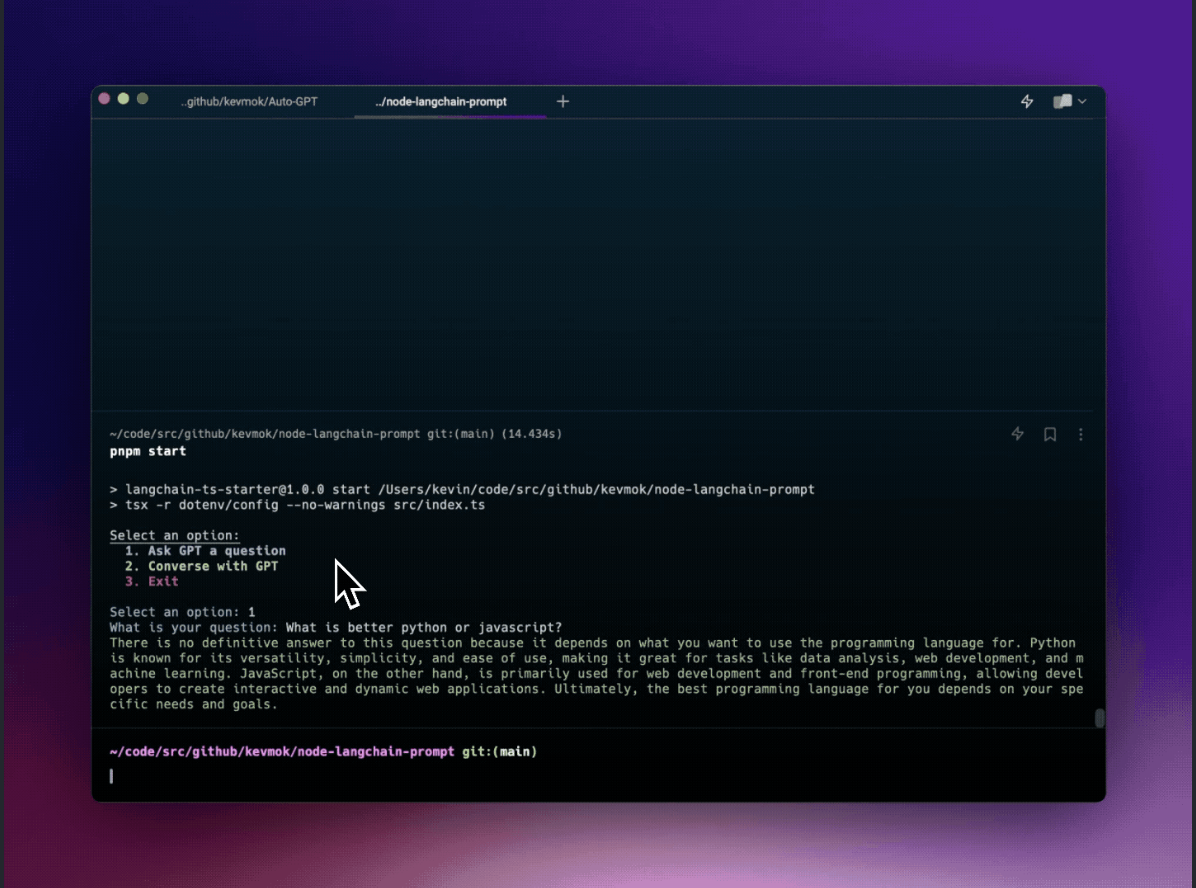 ..github/kevmok/Auto-GPT
../node-langchain-prompt
~/code/src/github/kevmok/node-langchain-prompt git:(main) (14.434s)
pnpm start
> langchain-ts-starter@1.0.0 start /Users/kevin/code/src/github/kevmok/node-langchain-prompt
> tsx -r dotenv/config --no-warnings src/index.ts
Select an option:
1. Ask GPT a question
2. Converse with GPT
3. Exit
Select an option: 1
What is your question: What is better python or javascript?
There is no definitive answer to this question because it depends on what you want to use the programming language for. Python
is known for its versatility, simplicity, and ease of use, making it great for tasks like data analysis, web development, and m
achine learning. JavaScript, on the other hand, is primarily used for web development and front-end programming, allowing devel
opers to create interactive and dynamic web applications. Ultimately, the best programming language for you depends on your spe
cific needs and goals.
~/code/src/github/kevmok/node-langchain-prompt git:(main)